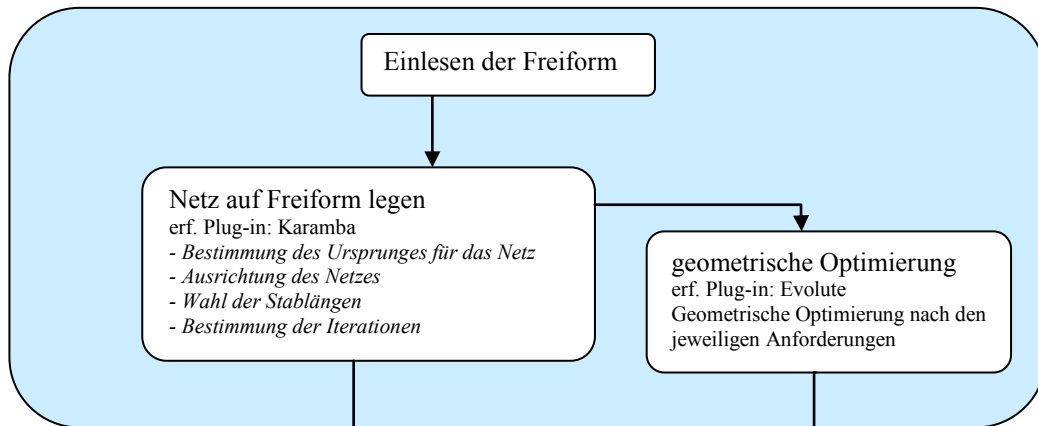 Einlesen der Freiform
Netz auf Freiform legen
erf. Plug-in: Karamba
- Bestimmung des Ursprunges für das Netz
- Ausrichtung des Netzes
- Wahl der Stablängen
- Bestimmung der Iterationen
geometrische Optimierung
erf. Plug-in: Evolute
Geometrische Optimierung nach den
jeweiligen Anforderungen